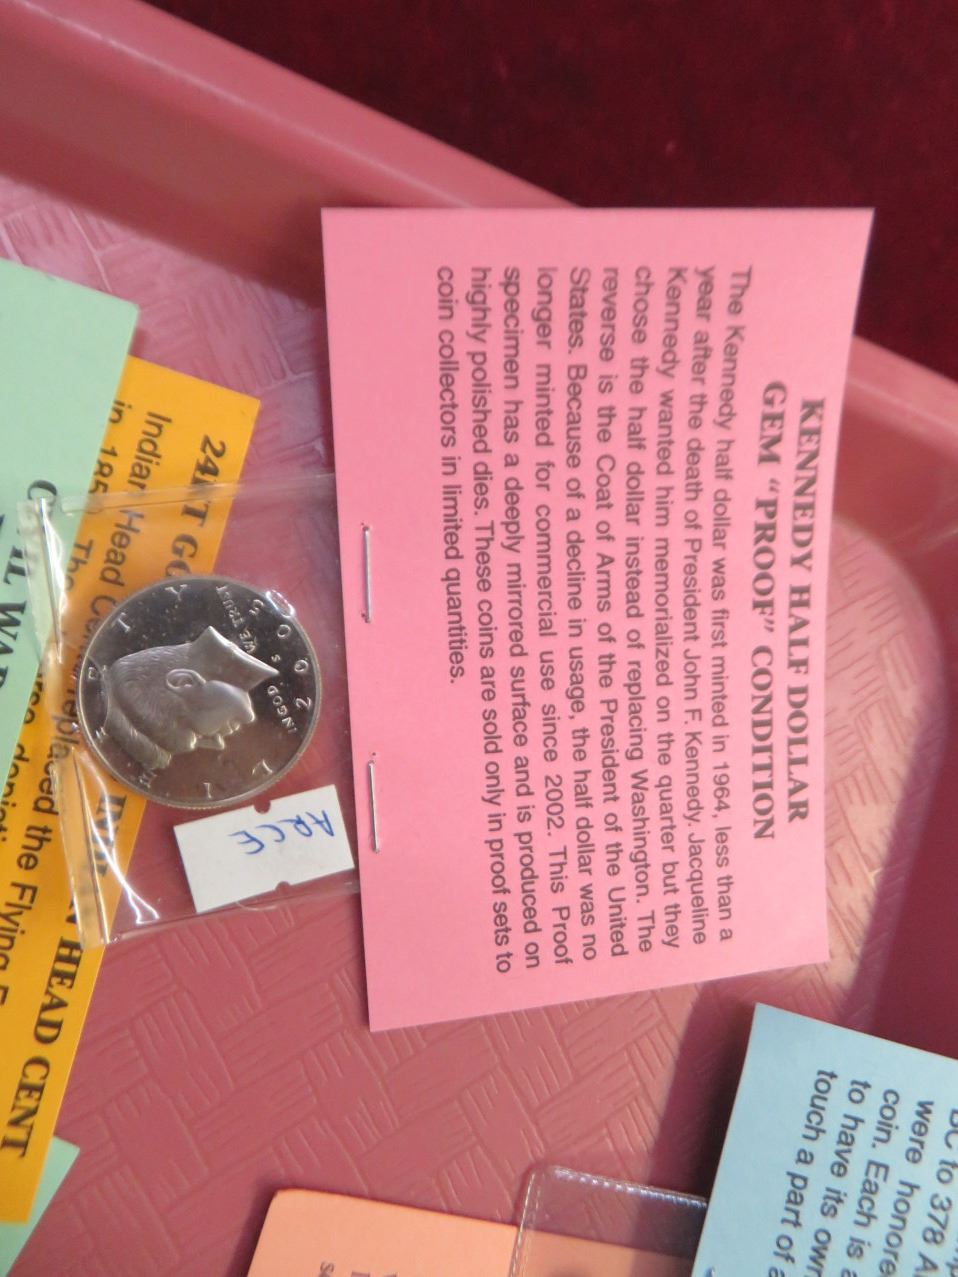 KENNEDY HALF DOLLAR
GEM "PROOF" CONDITION
The Kennedy half dollar was first minted in 1964, less than a
year after the death of President John F. Kennedy. Jacqueline
Kennedy wanted him memorialized on the quarter but they
chose the half dollar instead of replacing Washington. The
reverse is the Coat of Arms of the President of the United
States. Because of a decline in usage, the half dollar was no
longer minted for commercial use since 2002. This Proof
specimen has a deeply mirrored surface and is produced on
highly polished dies. These coins are sold only in proof sets to
coin collectors in limited quantities.
LIBERTY
IN GOD WE TRUST
S
2005
24KT
HEAD CENT
Indian Head
in
the Flying
BC to 378
were
coin. Each is
to have its own
touch a part of